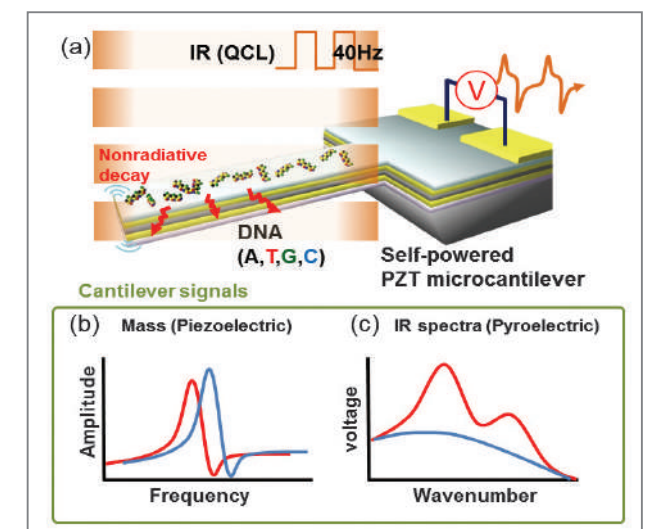 (a)
IR (QCL)
40Hz
V
Nonradiative
decay
DNA
(A,T,G,C)
Self-powered
PZT microcantilever
Cantilever signals
(b) Mass (Piezoelectric)
Amplitude
Frequency
(c) IR spectra (Pyroelectric)
voltage
Wavenumber